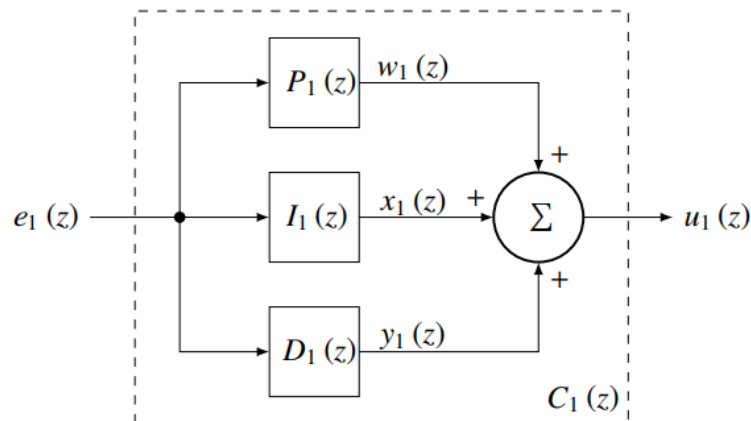 P₁ (z)
w₁ (z)
+
e₁ (z)
I₁ (z)
x₁ (z)
+
Σ
u₁ (z)
+
D₁ (z)
y₁ (z)
C₁ (z)